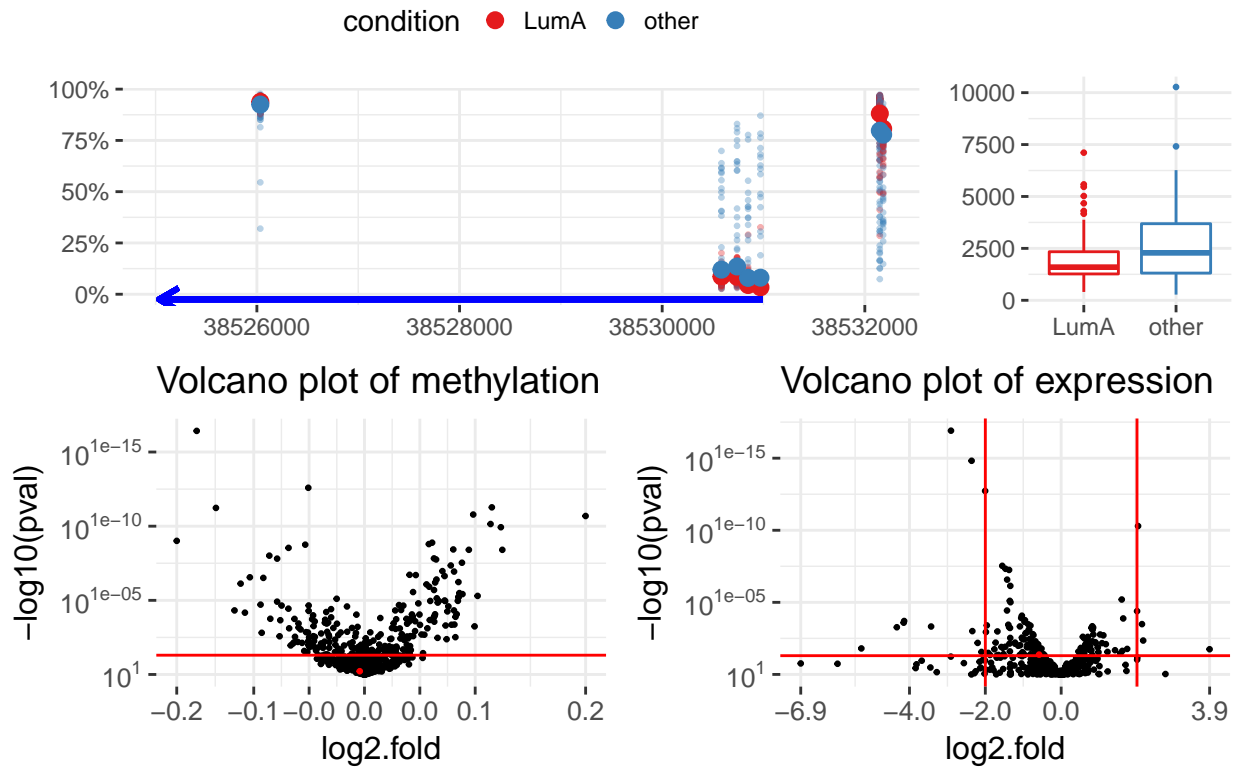 condition LumA other
100%
75%
50%
25%
0%
38526000 38528000 38530000 38532000
10000
7500
5000
2500
0
LumA other
Volcano plot of methylation
−log10(pval)
10^1e−15
10^1e−10
10^1e−05
10^1
−0.2 −0.1 −0.0 0.0 0.1 0.2
log2.fold
Volcano plot of expression
−log10(pval)
10^1e−15
10^1e−10
10^1e−05
10^1
−6.9 −4.0 −2.0 0.0 3.9
log2.fold